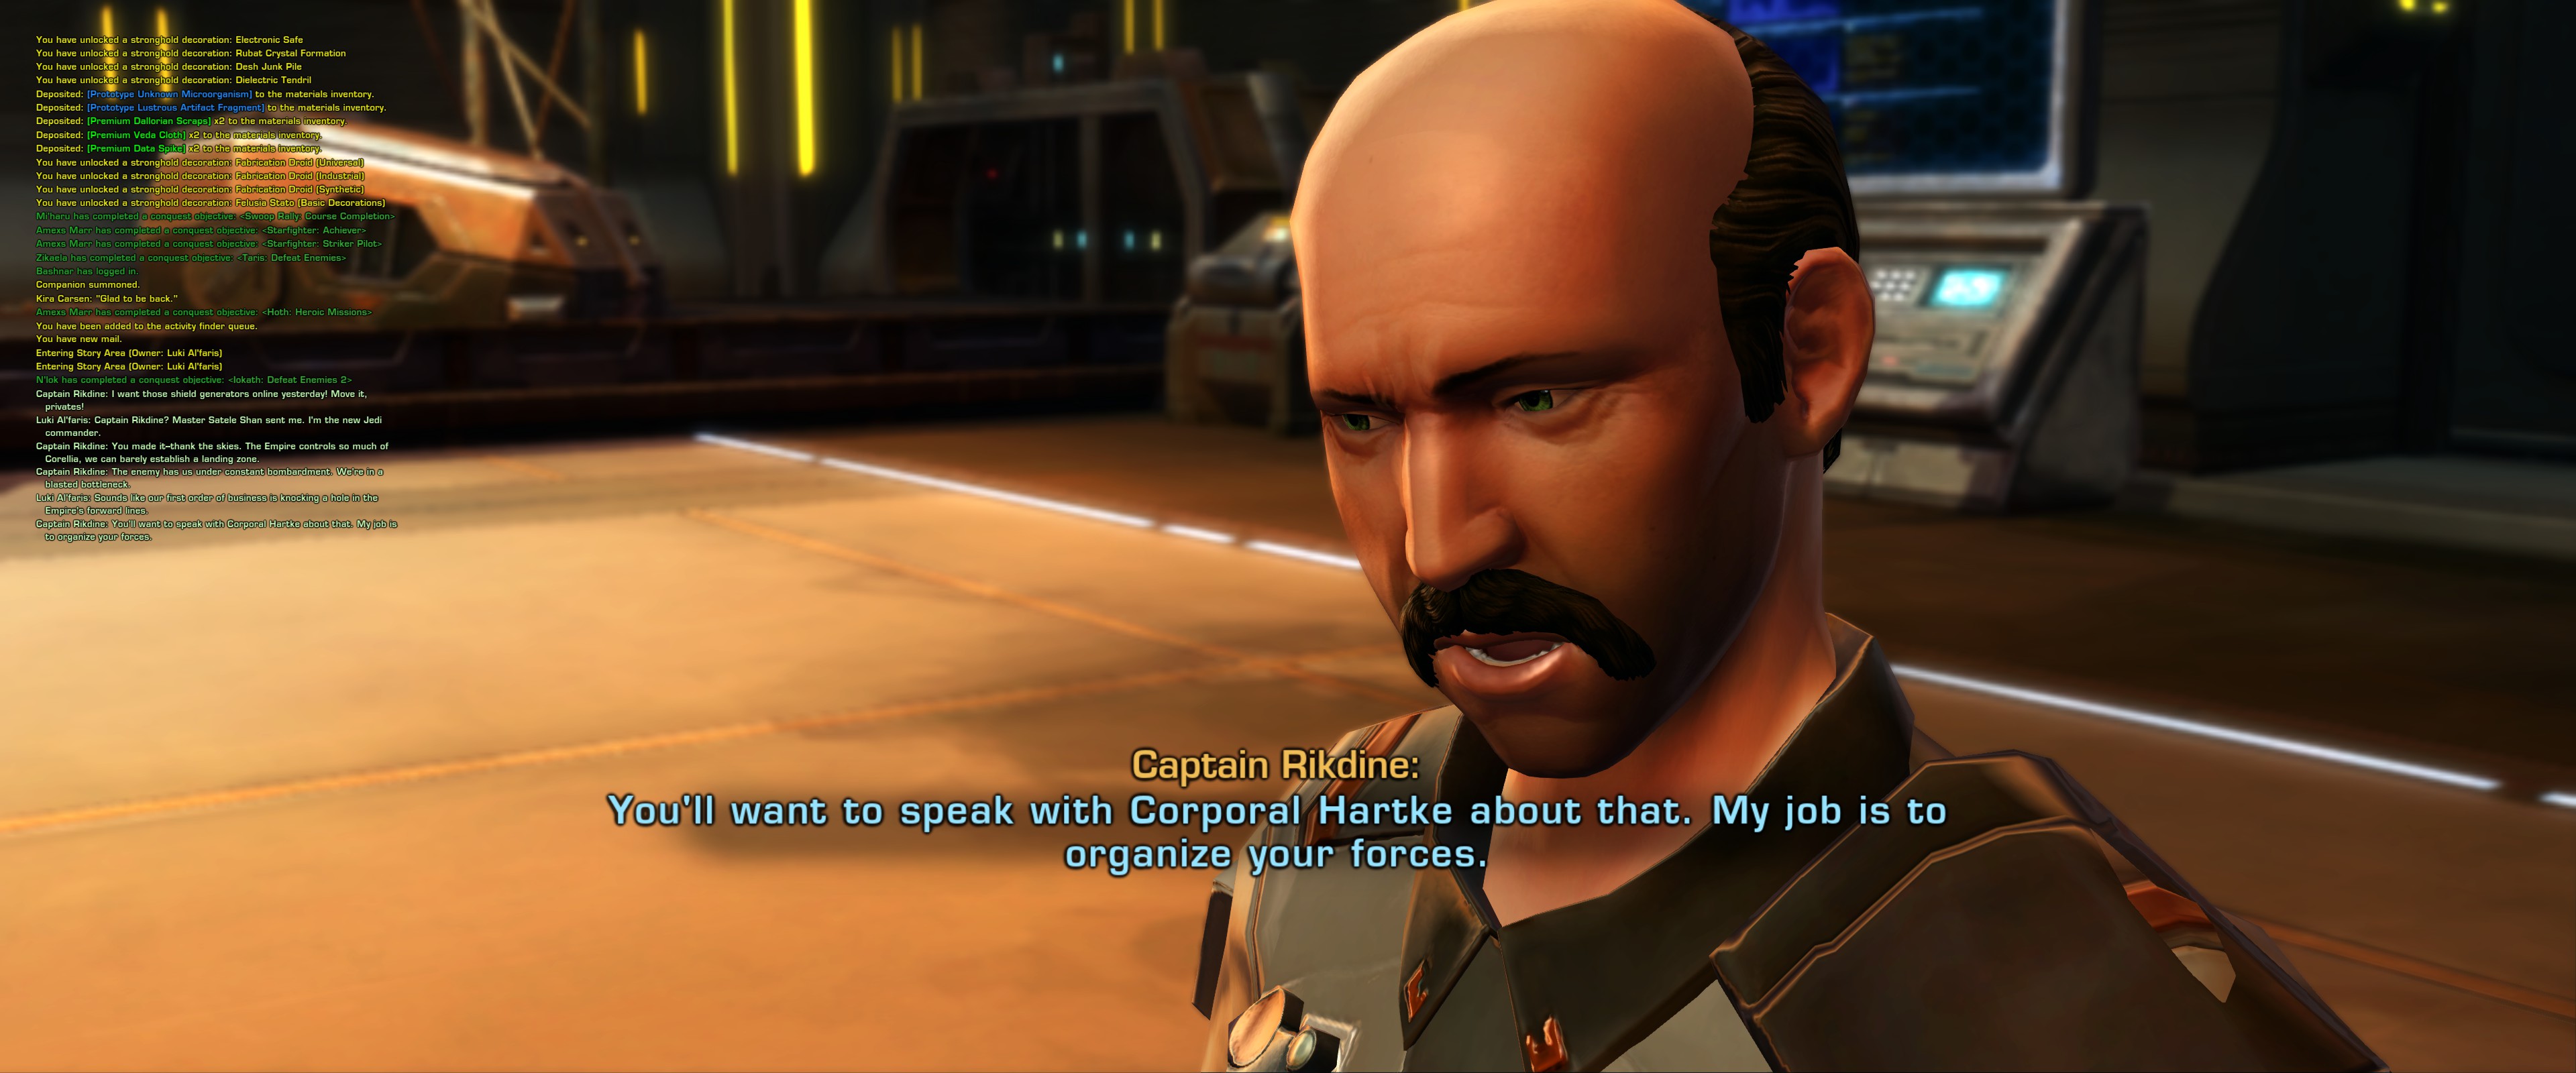 You have unlocked a stronghold decoration: Electronic Safe
You have unlocked a stronghold decoration: Rubat Crystal Formation
You have unlocked a stronghold decoration: Desh Junk Pile
You have unlocked a stronghold decoration: Dielectric Tendril
Deposited: [Prototype Unknown Microorganism] to the materials inventory.
Deposited: [Prototype Lustrous Artifact Fragment] to the materials inventory.
Deposited: [Premium Dallorian Scraps] x2 to the materials inventory.
Deposited: [Premium Veda Cloth] x2 to the materials inventory.
Deposited: [Premium Data Spike] x2 to the materials inventory.
You have unlocked a stronghold decoration: Fabrication Droid (Universal)
You have unlocked a stronghold decoration: Fabrication Droid (Industrial)
You have unlocked a stronghold decoration: Fabrication Droid (Synthetic)
You have unlocked a stronghold decoration: Felusia Stato (Basic Decorations)
Mi'haru has completed a conquest objective: <Swoop Rally: Course Completion>
Amexs Marr has completed a conquest objective: <Starfighter: Achiever>
Amexs Marr has completed a conquest objective: <Starfighter: Striker Pilot>
Zikaela has completed a conquest objective: <Taris: Defeat Enemies>
Bashnar has logged in.
Companion summoned.
Kira Carsen: "Glad to be back."
Amexs Marr has completed a conquest objective: <Hoth: Heroic Missions>
You have been added to the activity finder queue.
You have new mail.
Entering Story Area (Owner: Luki Al'faris)
Entering Story Area (Owner: Luki Al'faris)
N'lok has completed a conquest objective: <Iokath: Defeat Enemies 2>
Captain Rikdine: I want those shield generators online yesterday! Move it,
privates!
Luki Al'faris: Captain Rikdine? Master Satele Shan sent me. I'm the new Jedi
commander.
Captain Rikdine: You made it–thank the skies. The Empire controls so much of
Corellia, we can barely establish a landing zone.
Captain Rikdine: The enemy has us under constant bombardment. We're in a
blasted bottleneck.
Luki Al'faris: Sounds like our first order of business is knocking a hole in the
Empire's forward lines.
Captain Rikdine: You'll want to speak with Corporal Hartke about that. My job is
to organize your forces.
Captain Rikdine:
You'll want to speak with Corporal Hartke about that. My job is to
organize your forces.